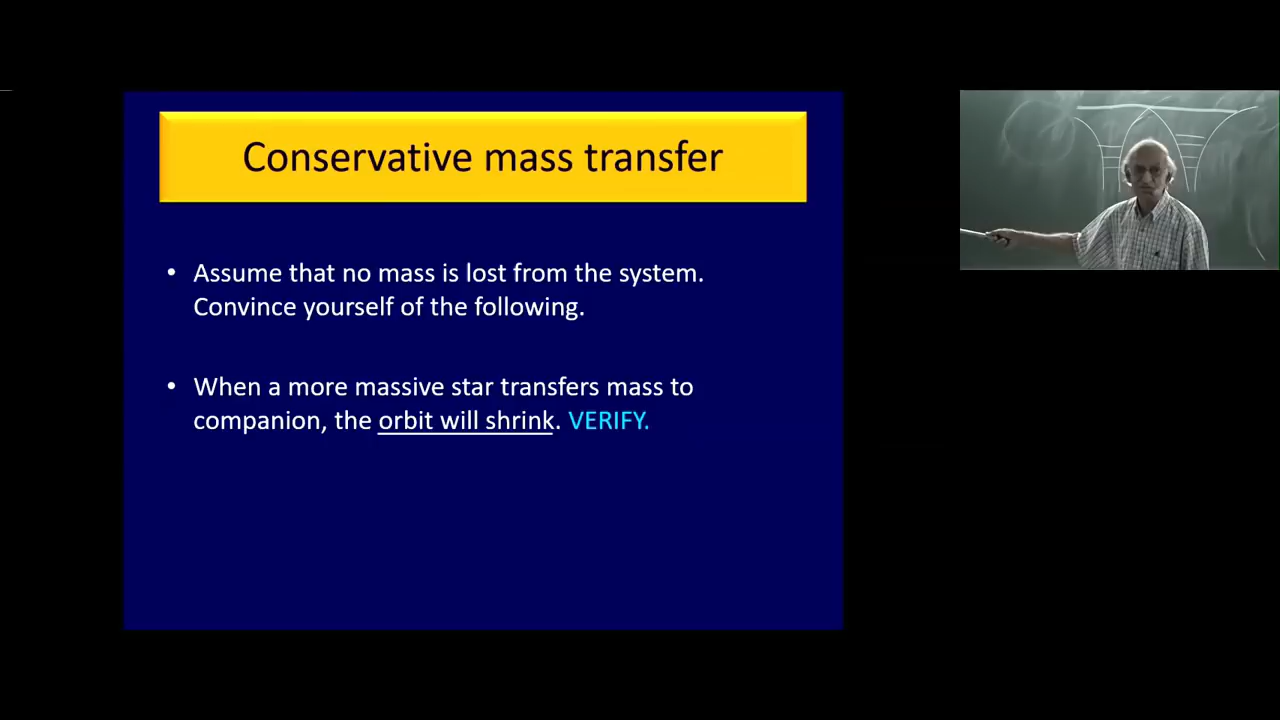 Conservative mass transfer
• Assume that no mass is lost from the system.
Convince yourself of the following.
• When a more massive star transfers mass to
companion, the orbit will shrink. VERIFY.